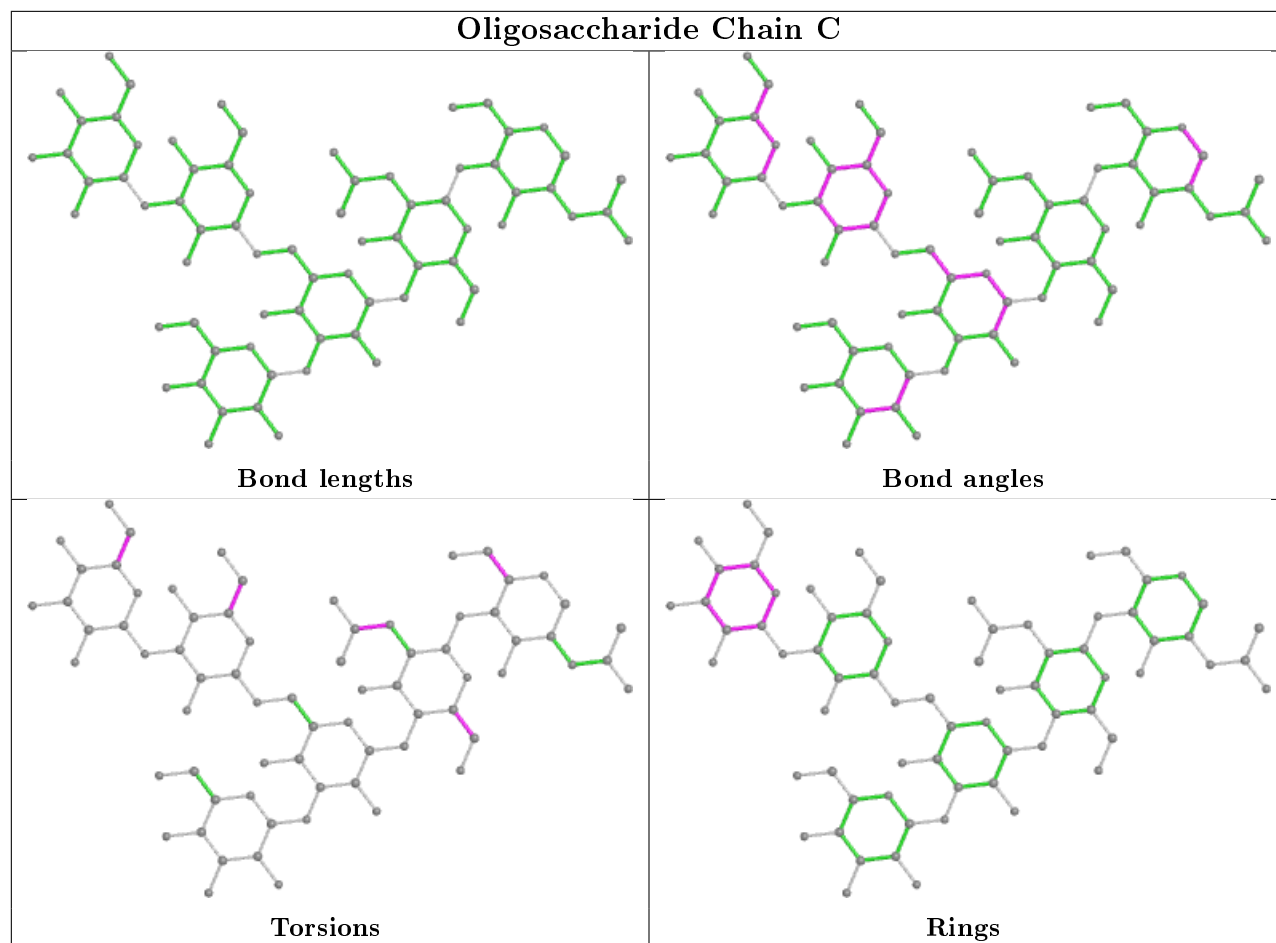 Oligosaccharide Chain C
Bond lengths
Bond angles
Torsions
Rings